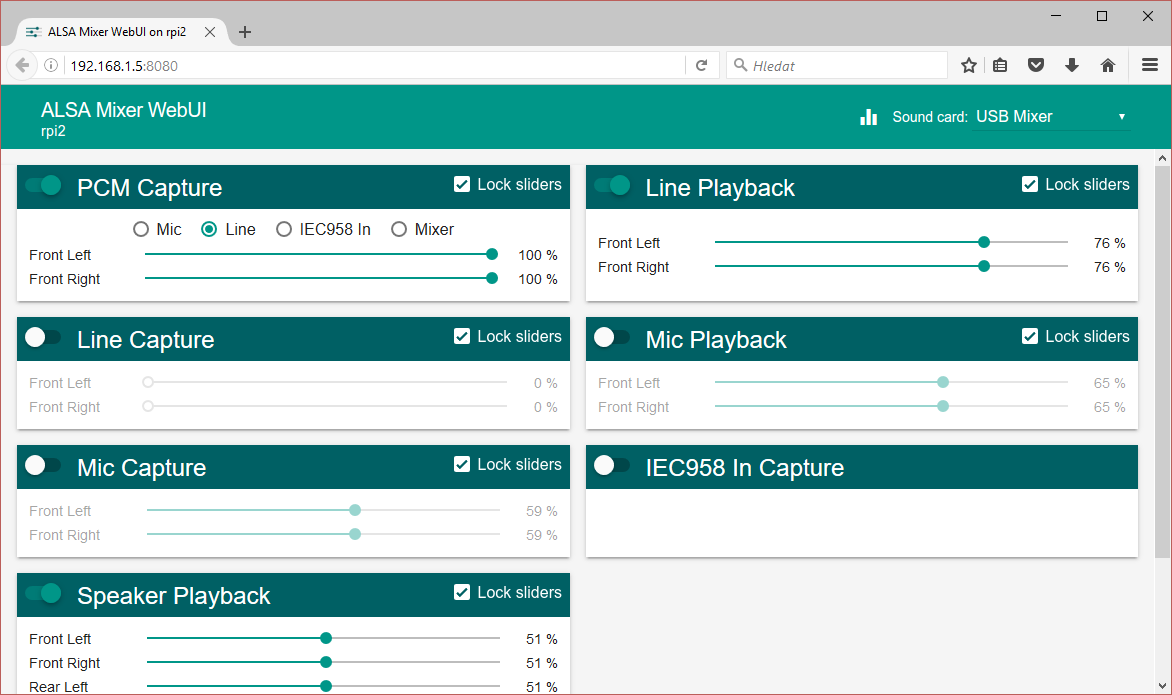 ALSA Mixer WebUI on rpi2
192.168.1.5:8080
Hledat
ALSA Mixer WebUI
rpi2
Sound card: USB Mixer
PCM Capture
Lock sliders
Mic Line IEC958 In Mixer
Front Left 100 %
Front Right 100 %
Line Playback
Lock sliders
Front Left 76 %
Front Right 76 %
Line Capture
Lock sliders
Front Left 0 %
Front Right 0 %
Mic Playback
Lock sliders
Front Left 65 %
Front Right 65 %
Mic Capture
Lock sliders
Front Left 59 %
Front Right 59 %
IEC958 In Capture
Speaker Playback
Lock sliders
Front Left 51 %
Front Right 51 %
Rear Left 51 %